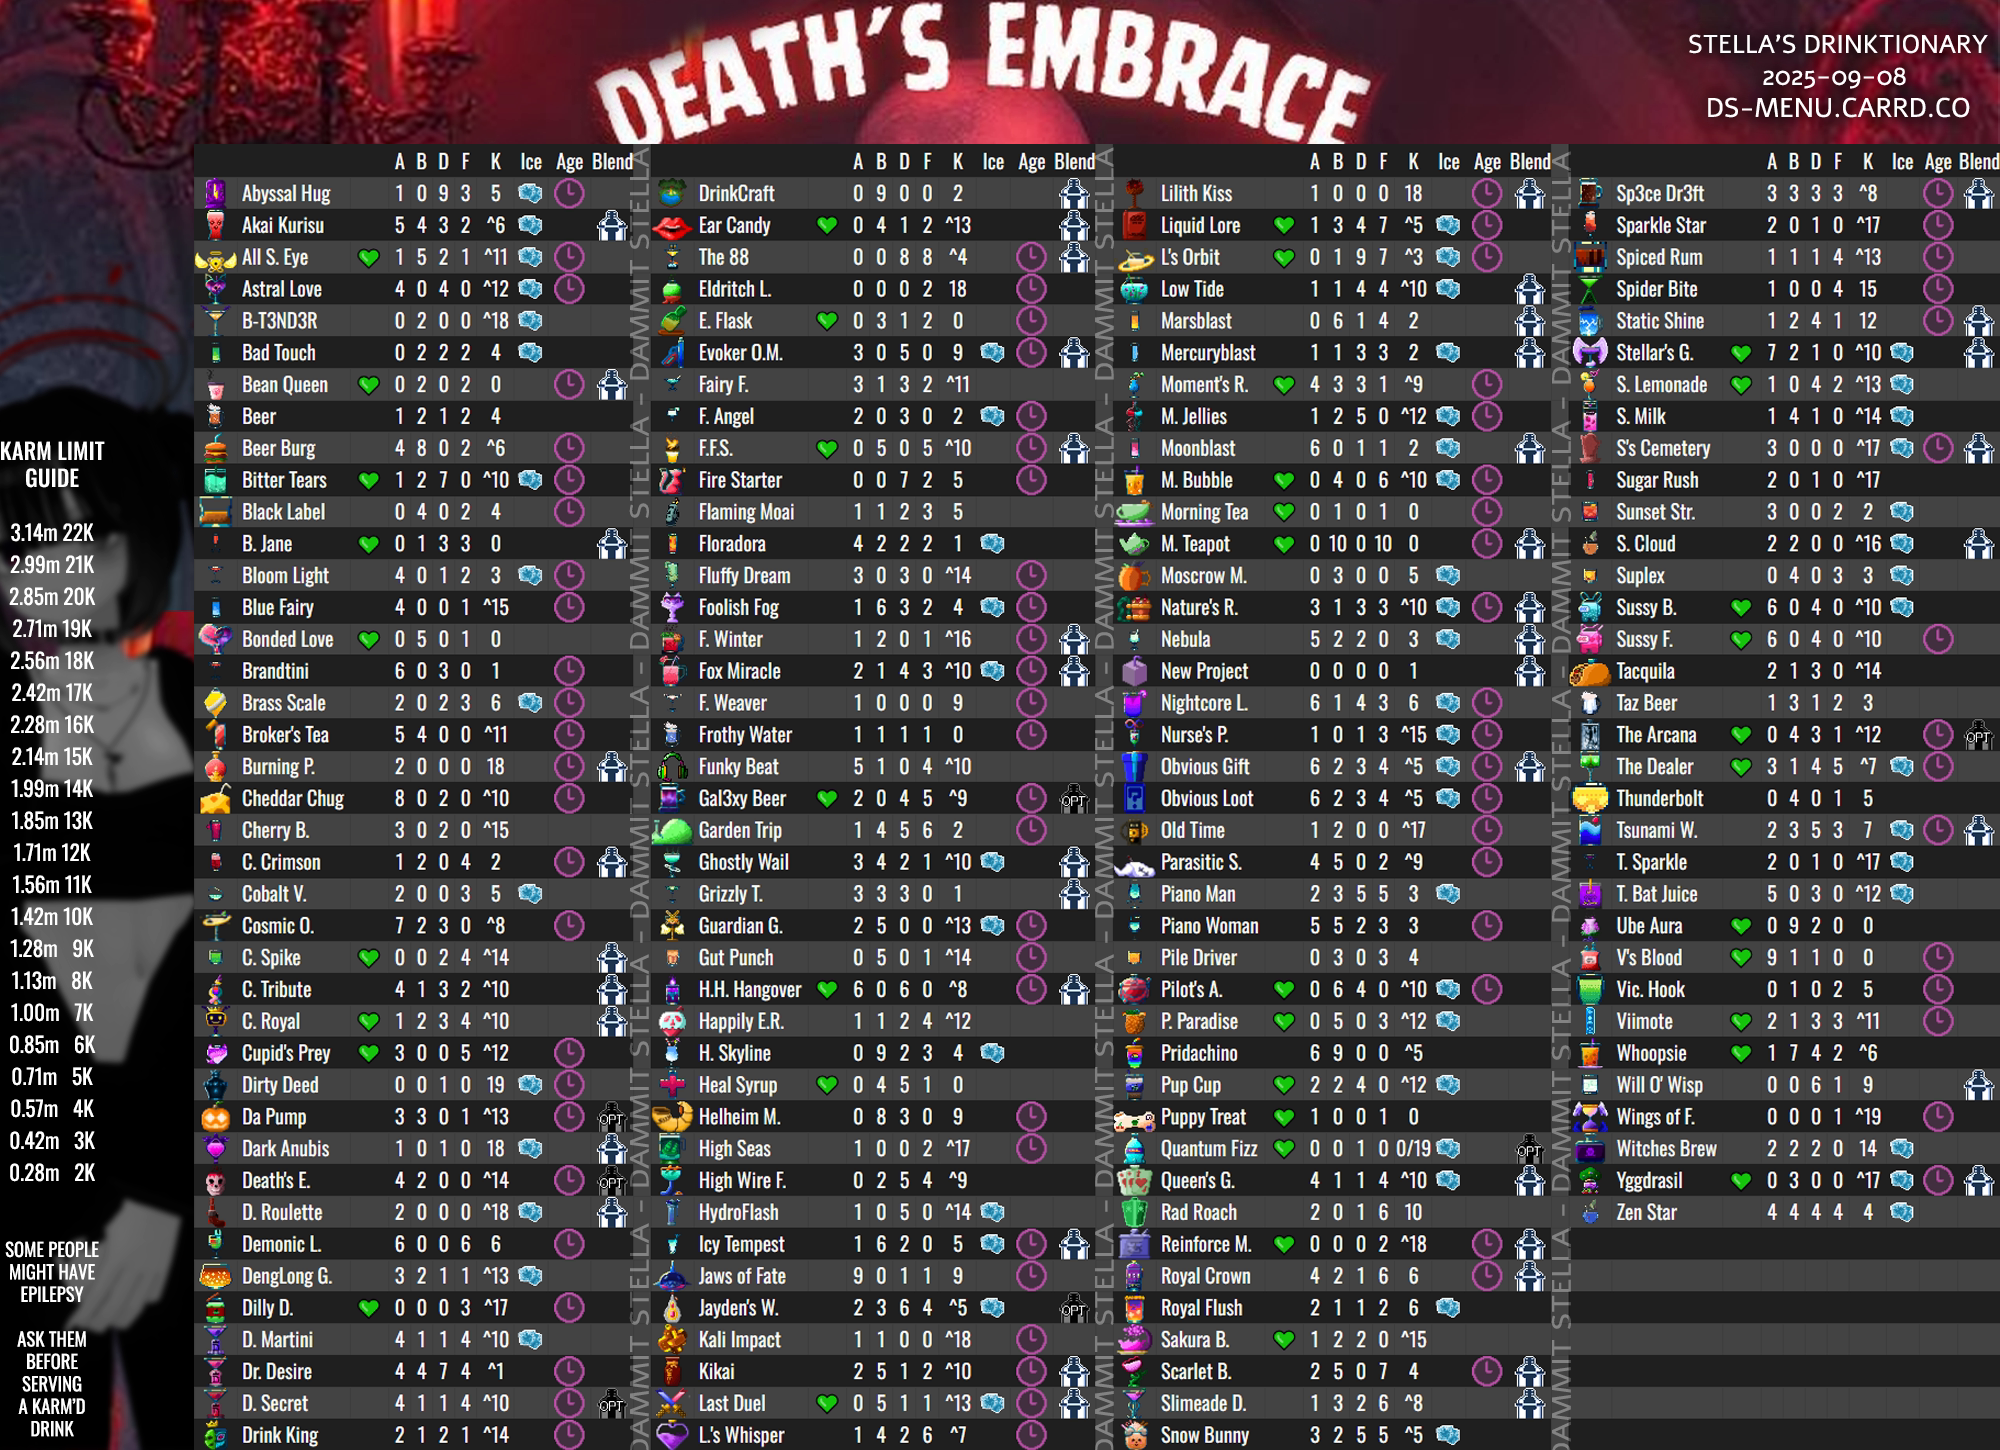 DEATH'S EMBRACE
STELLA'S DRINKTIONARY
2025-09-08
DS-MENU.CARRD.CO
KARM LIMIT
GUIDE
3.14m 22K
2.99m 21K
2.85m 20K
2.71m 19K
2.56m 18K
2.42m 17K
2.28m 16K
2.14m 15K
1.99m 14K
1.85m 13K
1.71m 12K
1.56m 11K
1.42m 10K
1.28m 9K
1.13m 8K
1.00m 7K
0.85m 6K
0.71m 5K
0.57m 4K
0.42m 3K
0.28m 2K
SOME PEOPLE
MIGHT HAVE
EPILEPSY
ASK THEM
BEFORE
SERVING
A KARM'D
DRINK
A B D F K Ice Age Blend
Abyssal Hug 1 0 9 3 5
Akai Kurisu 5 4 3 2 ^6
All S. Eye 1 5 2 1 ^11
Astral Love 4 0 4 0 ^12
B-T3ND3R 0 2 0 0 ^18
Bad Touch 0 2 2 2 4
Bean Queen 0 2 0 2 0
Beer 1 2 1 2 4
Beer Burg 4 8 0 2 ^6
Bitter Tears 1 2 7 0 ^10
Black Label 0 4 0 2 4
B. Jane 0 1 3 3 0
Bloom Light 4 0 1 2 3
Blue Fairy 4 0 0 1 ^15
Bonded Love 0 5 0 1 0
Brandtini 6 0 3 0 1
Brass Scale 2 0 2 3 6
Broker's Tea 5 4 0 0 ^11
Burning P. 2 0 0 0 18
Cheddar Chug 8 0 2 0 ^10
Cherry B. 3 0 2 0 ^15
C. Crimson 1 2 0 4 2
Cobalt V. 2 0 0 3 5
Cosmic O. 7 2 3 0 ^8
C. Spike 0 0 2 4 ^14
C. Tribute 4 1 3 2 ^10
C. Royal 1 2 3 4 ^10
Cupid's Prey 3 0 0 5 ^12
Dirty Deed 0 0 1 0 19
Da Pump 3 3 0 1 ^13 OPT
Dark Anubis 1 0 1 0 18
Death's E. 4 2 0 0 ^14 OPT
D. Roulette 2 0 0 0 ^18
Demonic L. 6 0 0 6 6
DengLong G. 3 2 1 1 ^13
Dilly D. 0 0 0 3 ^17
D. Martini 4 1 1 4 ^10
Dr. Desire 4 4 7 4 ^1
D. Secret 4 1 1 4 ^10 OPT
Drink King 2 1 2 1 ^14
STELLA - DAMMIT STELLA - DAMMIT STELLA - DAMMIT STELLA
A B D F K Ice Age Blend
DrinkCraft 0 9 0 0 2
Ear Candy 0 4 1 2 ^13
The 88 0 0 8 8 ^4
Eldritch L. 0 0 0 2 18
E. Flask 0 3 1 2 0
Evoker O.M. 3 0 5 0 9
Fairy F. 3 1 3 2 ^11
F. Angel 2 0 3 0 2
F.F.S. 0 5 0 5 ^10
Fire Starter 0 0 7 2 5
Flaming Moai 1 1 2 3 5
Floradora 4 2 2 2 1
Fluffy Dream 3 0 3 0 ^14
Foolish Fog 1 6 3 2 4
F. Winter 1 2 0 1 ^16
Fox Miracle 2 1 4 3 ^10
F. Weaver 1 0 0 0 9
Frothy Water 1 1 1 1 0
Funky Beat 5 1 0 4 ^10
Gal3xy Beer 2 0 4 5 ^9 OPT
Garden Trip 1 4 5 6 2
Ghostly Wail 3 4 2 1 ^10
Grizzly T. 3 3 3 0 1
Guardian G. 2 5 0 0 ^13
Gut Punch 0 5 0 1 ^14
H.H. Hangover 6 0 6 0 ^8
Happily E.R. 1 1 2 4 ^12
H. Skyline 0 9 2 3 4
Heal Syrup 0 4 5 1 0
Helheim M. 0 8 3 0 9
High Seas 1 0 0 2 ^17
High Wire F. 0 2 5 4 ^9
HydroFlash 1 0 5 0 ^14
Icy Tempest 1 6 2 0 5
Jaws of Fate 9 0 1 1 9
Jayden's W. 2 3 6 4 ^5 OPT
Kali Impact 1 1 0 0 ^18
Kikai 2 5 1 2 ^10
Last Duel 0 5 1 1 ^13
L.'s Whisper 1 4 2 6 ^7
STELLA - DAMMIT STELLA - DAMMIT STELLA - DAMMIT STELLA
A B D F K Ice Age Blend
Lilith Kiss 1 0 0 0 18
Liquid Lore 1 3 4 7 ^5
L's Orbit 0 1 9 7 ^3
Low Tide 1 1 4 4 ^10
Marsblast 0 6 1 4 2
Mercuryblast 1 1 3 3 2
Moment's R. 4 3 3 1 ^9
M. Jellies 1 2 5 0 ^12
Moonblast 6 0 1 1 2
M. Bubble 0 4 0 6 ^10
Morning Tea 0 1 0 1 0
M. Teapot 0 10 0 10 0
Moscrow M. 0 3 0 0 5
Nature's R. 3 1 3 3 ^10
Nebula 5 2 2 0 3
New Project 0 0 0 0 1
Nightcore L. 6 1 4 3 6
Nurse's P. 1 0 1 3 ^15
Obvious Gift 6 2 3 4 ^5
Obvious Loot 6 2 3 4 ^5
Old Time 1 2 0 0 ^17
Parasitic S. 4 5 0 2 ^9
Piano Man 2 3 5 5 3
Piano Woman 5 5 2 3 3
Pile Driver 0 3 0 3 4
Pilot's A. 0 6 4 0 ^10
P. Paradise 0 5 0 3 ^12
Pridachino 6 9 0 0 ^5
Pup Cup 2 2 4 0 ^12
Puppy Treat 1 0 0 1 0
Quantum Fizz 0 0 1 0 0/19 OPT
Queen's G. 4 1 1 4 ^10
Rad Roach 2 0 1 6 10
Reinforce M. 0 0 0 2 ^18
Royal Crown 4 2 1 6 6
Royal Flush 2 1 1 2 6
Sakura B. 1 2 2 0 ^15
Scarlet B. 2 5 0 7 4
Slimeade D. 1 3 2 6 ^8
Snow Bunny 3 2 5 5 ^5
STELLA - DAMMIT STELLA - DAMMIT STELLA - DAMMIT STELLA
A B D F K Ice Age Blend
Sp3ce Dr3ft 3 3 3 3 ^8
Sparkle Star 2 0 1 0 ^17
Spiced Rum 1 1 1 4 ^13
Spider Bite 1 0 0 4 15
Static Shine 1 2 4 1 12
Stellar's G. 7 2 1 0 ^10
S. Lemonade 1 0 4 2 ^13
S. Milk 1 4 1 0 ^14
S's Cemetery 3 0 0 0 ^17
Sugar Rush 2 0 1 0 ^17
Sunset Str. 3 0 0 2 2
S. Cloud 2 2 0 0 ^16
Suplex 0 4 0 3 3
Sussy B. 6 0 4 0 ^10
Sussy F. 6 0 4 0 ^10
Tacquila 2 1 3 0 ^14
Taz Beer 1 3 1 2 3
The Arcana 0 4 3 1 ^12 OPT
The Dealer 3 1 4 5 ^7
Thunderbolt 0 4 0 1 5
Tsunami W. 2 3 5 3 7
T. Sparkle 2 0 1 0 ^17
T. Bat Juice 5 0 3 0 ^12
Ube Aura 0 9 2 0 0
V's Blood 9 1 1 0 0
Vic. Hook 0 1 0 2 5
Viimote 2 1 3 3 ^11
Whoopsie 1 7 4 2 ^6
Will O' Wisp 0 0 6 1 9
Wings of F. 0 0 0 1 ^19
Witches Brew 2 2 2 0 14
Yggdrasil 0 3 0 0 ^17
Zen Star 4 4 4 4 4